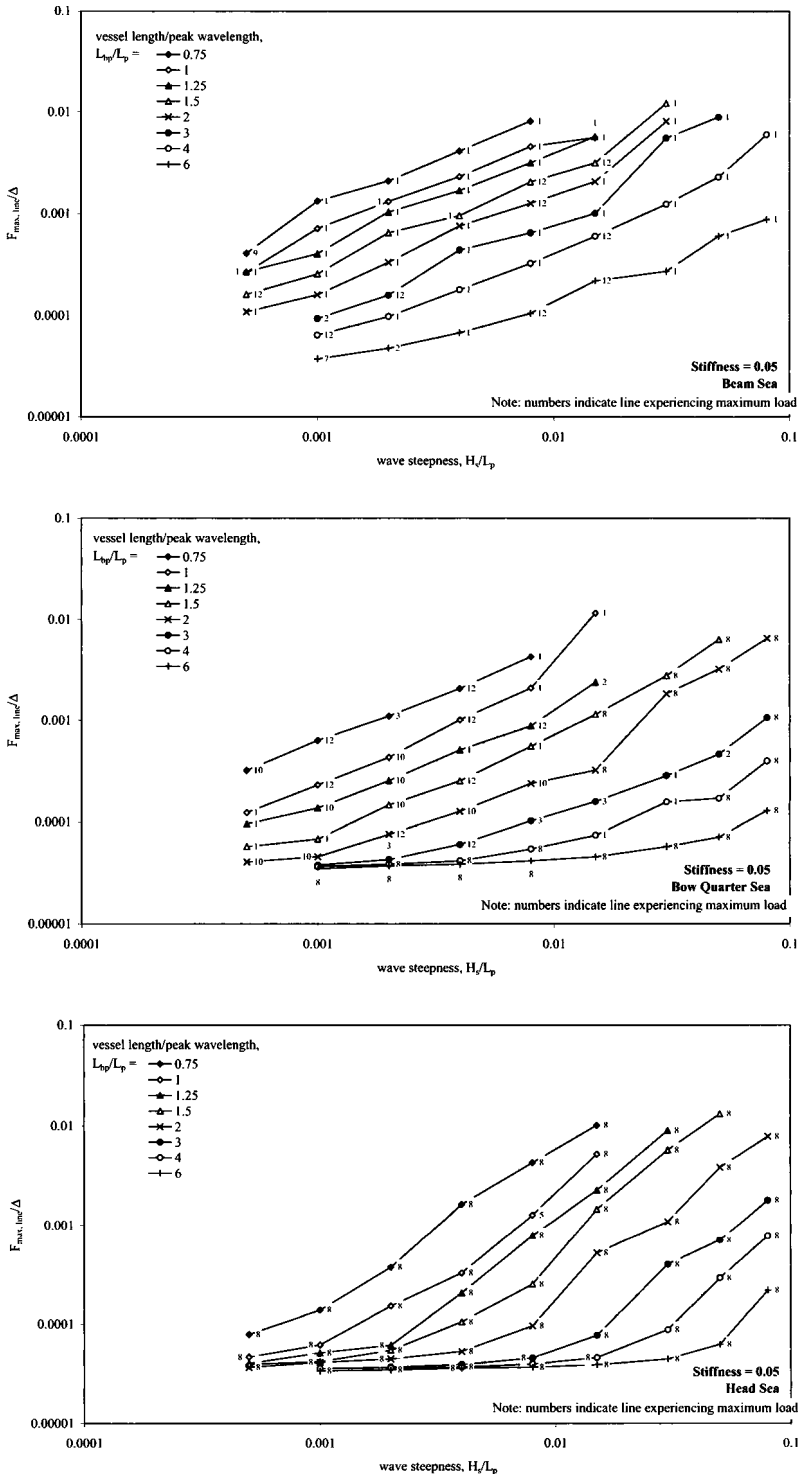 0.1
vessel length/peak wavelength,
Lbp/Lp =
0.75
1
1.25
1.5
2
3
4
6
0.01
0.001
0.0001
0.00001
Fmax, line/Δ
Stiffness = 0.05
Beam Sea
Note: numbers indicate line experiencing maximum load
0.0001 0.001 0.01 0.1
wave steepness, Hs/Lp
0.1
vessel length/peak wavelength,
Lbp/Lp =
0.75
1
1.25
1.5
2
3
4
6
0.01
0.001
0.0001
0.00001
Fmax, line/Δ
Stiffness = 0.05
Bow Quarter Sea
Note: numbers indicate line experiencing maximum load
0.0001 0.001 0.01 0.1
wave steepness, Hs/Lp
0.1
vessel length/peak wavelength,
Lbp/Lp =
0.75
1
1.25
1.5
2
3
4
6
0.01
0.001
0.0001
0.00001
Fmax, line/Δ
Stiffness = 0.05
Head Sea
Note: numbers indicate line experiencing maximum load
0.0001 0.001 0.01 0.1
wave steepness, Hs/Lp